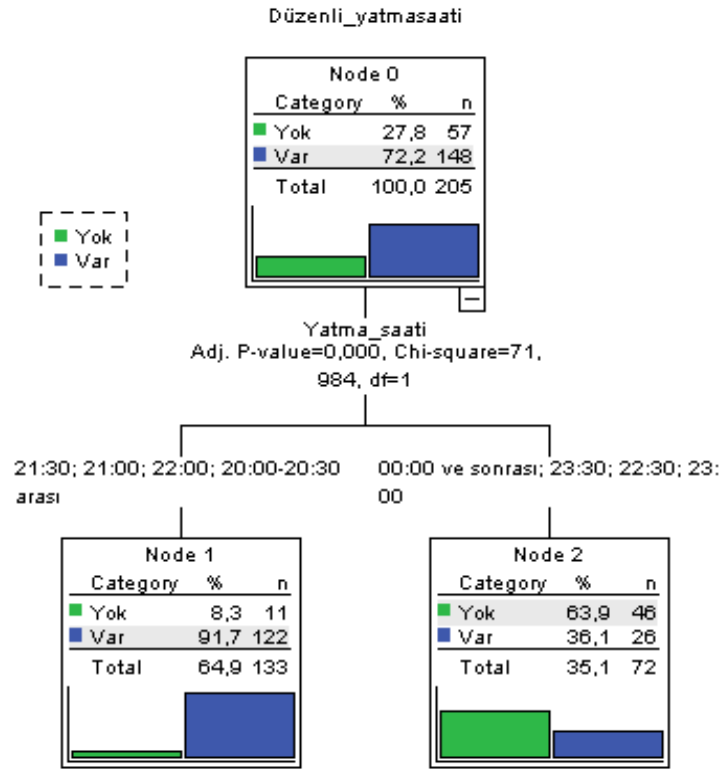 Düzenli_yatmasaati
Node 0
Category % n
Yok 27,8 57
Var 72,2 148
Total 100,0 205
Yok
Var
Yatma_saati
Adj. P-value=0,000, Chi-square=71,
984, df=1
21:30; 21:00; 22:00; 20:00-20:30
arası
00:00 ve sonrası; 23:30; 22:30; 23:
00
Node 1
Category % n
Yok 8,3 11
Var 91,7 122
Total 64,9 133
Node 2
Category % n
Yok 63,9 46
Var 36,1 26
Total 35,1 72